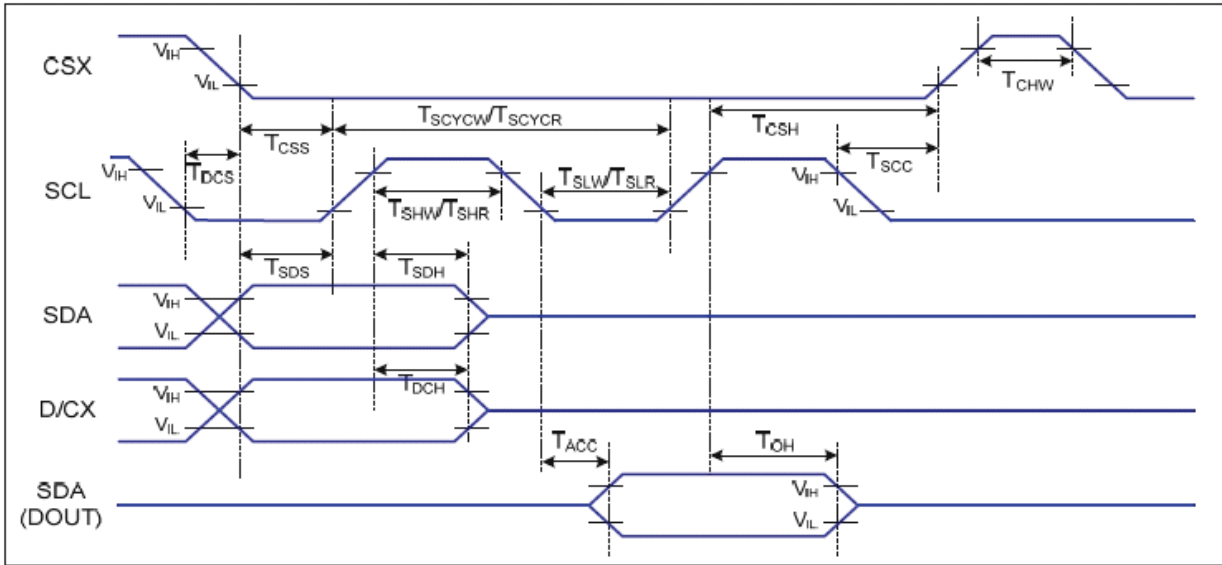 CSX
VIH
VIL
TCHW
TSCYCW/TSCYCR
TCSH
TCSS
TDCS
TSCC
SCL
VIH
VIL
TSHW/TSHR
TSLW/TSLR
VIH
VIL
TSDS
TSDH
SDA
VIH
VIL
TDCH
D/CX
VIH
VIL
TACC
TOH
SDA
(DOUT)
VIH
VIL